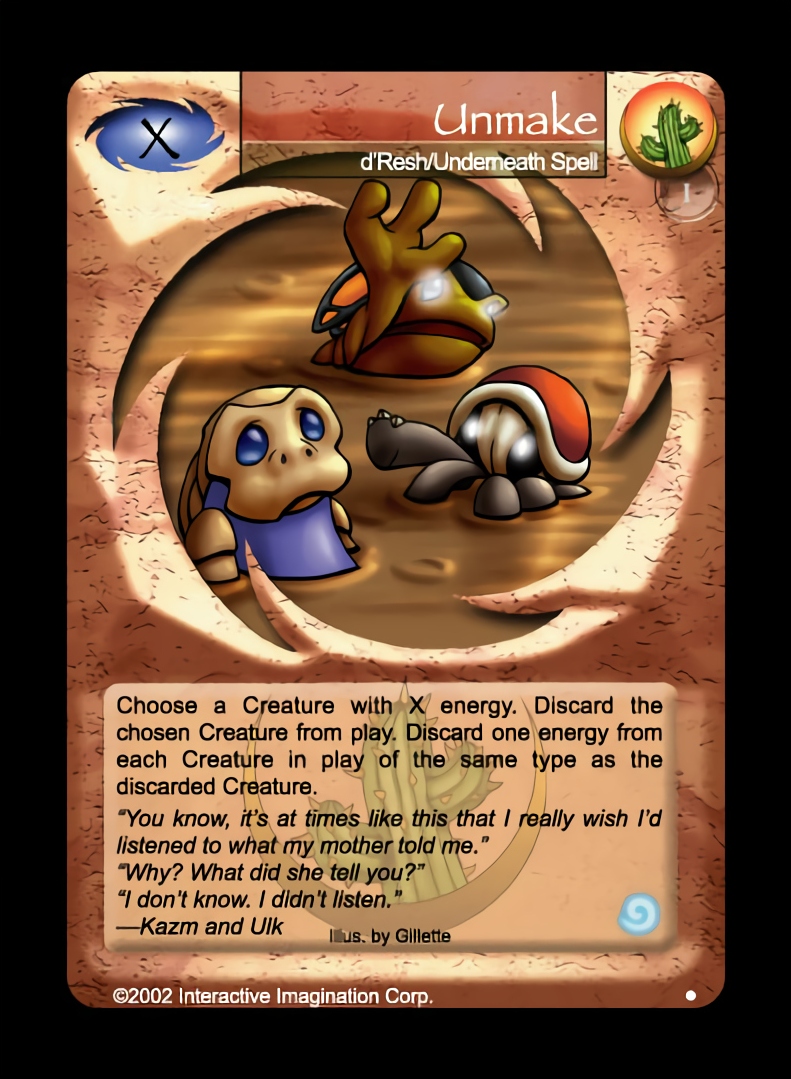 X
Unmake
d'Resh/Underneath Spell
I
Choose a Creature with X energy. Discard the
chosen Creature from play. Discard one energy from
each Creature in play of the same type as the
discarded Creature.
"You know, it's at times like this that I really wish I'd
listened to what my mother told me."
"Why? What did she tell you?"
"I don't know. I didn't listen."
—Kazm and Ulk
Illus. by Gillette
©2002 Interactive Imagination Corp.